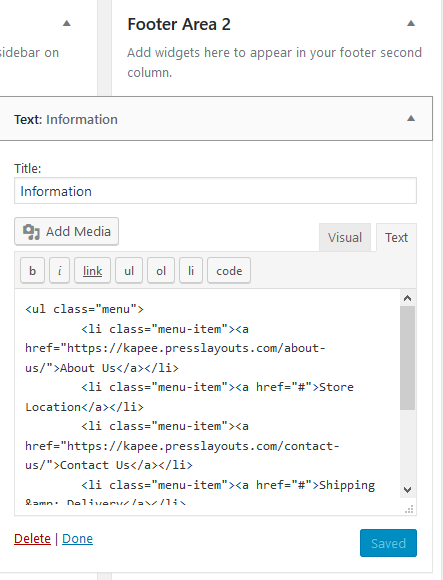 Footer Area 2
sidebar on
Add widgets here to appear in your footer second
column.
Text: Information
Title:
Information
Add Media
Visual Text
b i link ul ol li code
<ul class="menu">
<li class="menu-item"><a
href="https://kapee.presslayouts.com/about-
us/">About Us</a></li>
<li class="menu-item"><a href="#">Store
Location</a></li>
<li class="menu-item"><a
href="https://kapee.presslayouts.com/contact-
us/">Contact Us</a></li>
<li class="menu-item"><a href="#">Shipping
&amp; Delivery</a></li>
Delete | Done
Saved